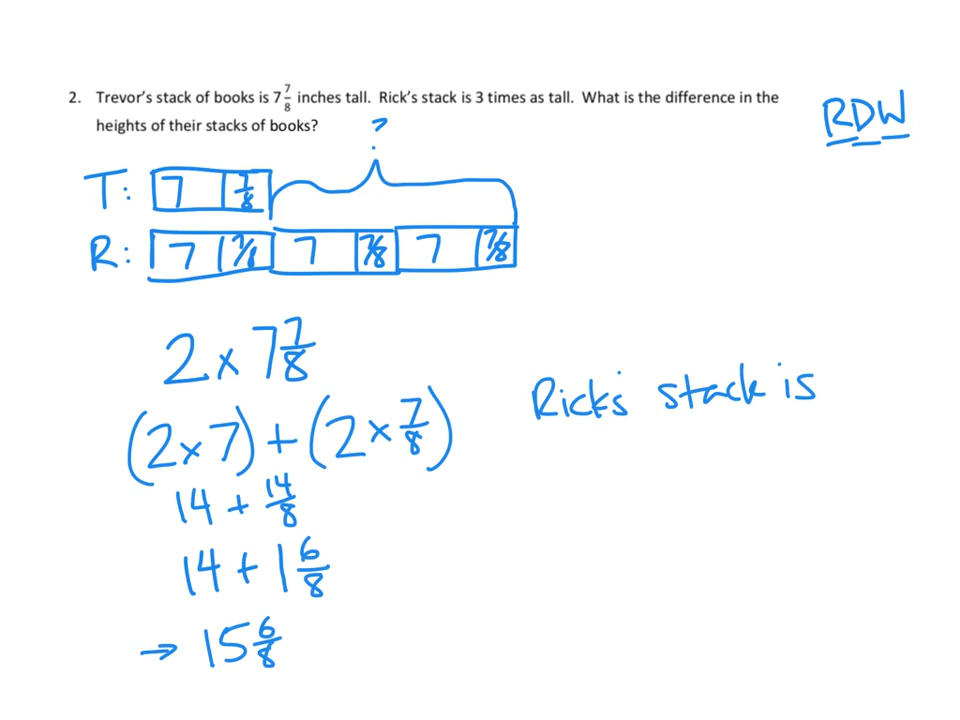 2. Trevor's stack of books is 7 7/8 inches tall. Rick's stack is 3 times as tall. What is the difference in the
heights of their stacks of books?
RDW
?
T: 7 7/8
R: 7 7/8 7 7/8 7 7/8
2 × 7 7/8
(2 × 7) + (2 × 7/8)
Rick's stack is
14 + 14/8
14 + 1 6/8
→ 15 6/8